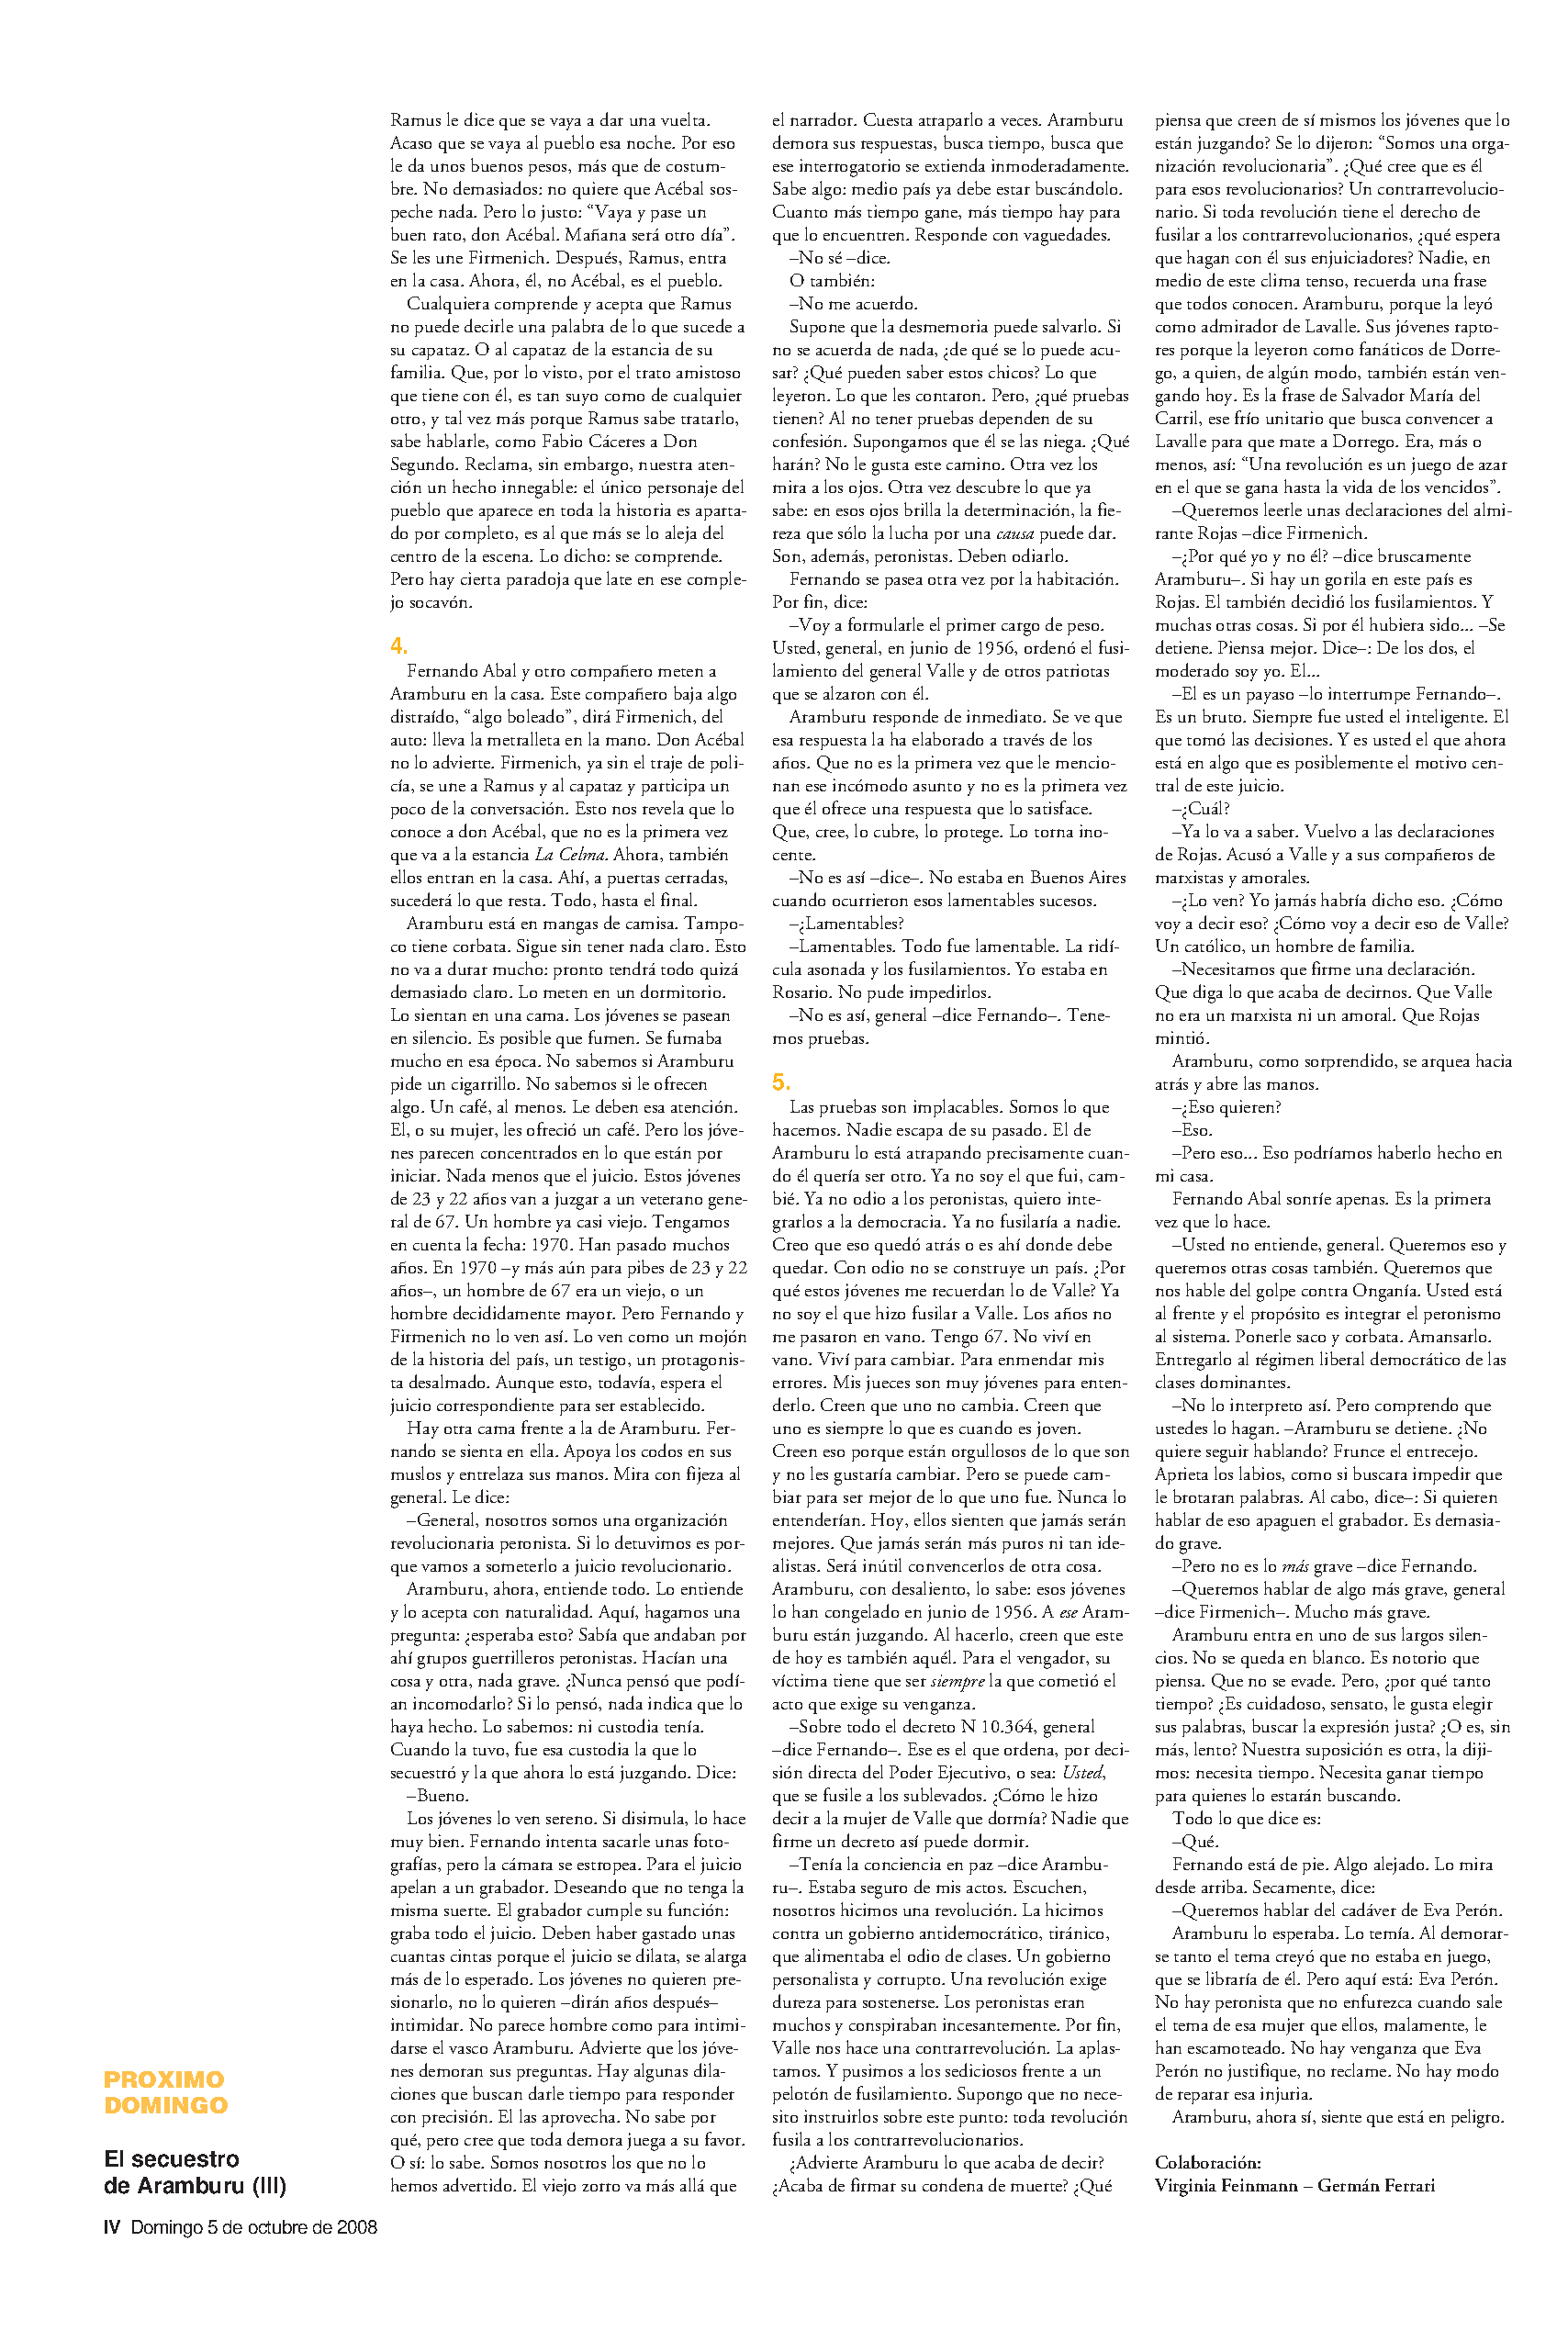 Ramus le dice que se vaya a dar una vuelta.
Acaso que se vaya al pueblo esa noche. Por eso
le da unos buenos pesos, más que de costum-
bre. No demasiados: no quiere que Acébal sos-
peche nada. Pero lo justo: “Vaya y pase un
buen rato, don Acébal. Mañana será otro día”.
Se les une Firmenich. Después, Ramus, entra
en la casa. Ahora, él, no Acébal, es el pueblo.
Cualquiera comprende y acepta que Ramus
no puede decirle una palabra de lo que sucede a
su capataz. O al capataz de la estancia de su
familia. Que, por lo visto, por el trato amistoso
que tiene con él, es tan suyo como de cualquier
otro, y tal vez más porque Ramus sabe tratarlo,
sabe hablarle, como Fabio Cáceres a Don
Segundo. Reclama, sin embargo, nuestra aten-
ción un hecho innegable: el único personaje del
pueblo que aparece en toda la historia es aparta-
do por completo, es al que más se lo aleja del
centro de la escena. Lo dicho: se comprende.
Pero hay cierta paradoja que late en ese comple-
jo socavón.
4.
Fernando Abal y otro compañero meten a
Aramburu en la casa. Este compañero baja algo
distraído, “algo boleado”, dirá Firmenich, del
auto: lleva la metralleta en la mano. Don Acébal
no lo advierte. Firmenich, ya sin el traje de poli-
cía, se une a Ramus y al capataz y participa un
poco de la conversación. Esto nos revela que lo
conoce a don Acébal, que no es la primera vez
que va a la estancia La Celma. Ahora, también
ellos entran en la casa. Ahí, a puertas cerradas,
sucederá lo que resta. Todo, hasta el final.
Aramburu está en mangas de camisa. Tampo-
co tiene corbata. Sigue sin tener nada claro. Esto
no va a durar mucho: pronto tendrá todo quizá
demasiado claro. Lo meten en un dormitorio.
Lo sientan en una cama. Los jóvenes se pasean
en silencio. Es posible que fumen. Se fumaba
mucho en esa época. No sabemos si Aramburu
pide un cigarrillo. No sabemos si le ofrecen
algo. Un café, al menos. Le deben esa atención.
El, o su mujer, les ofreció un café. Pero los jóve-
nes parecen concentrados en lo que están por
iniciar. Nada menos que el juicio. Estos jóvenes
de 23 y 22 años van a juzgar a un veterano gene-
ral de 67. Un hombre ya casi viejo. Tengamos
en cuenta la fecha: 1970. Han pasado muchos
años. En 1970 –y más aún para pibes de 23 y 22
años–, un hombre de 67 era un viejo, o un
hombre decididamente mayor. Pero Fernando y
Firmenich no lo ven así. Lo ven como un mojón
de la historia del país, un testigo, un protagonis-
ta desalmado. Aunque esto, todavía, espera el
juicio correspondiente para ser establecido.
Hay otra cama frente a la de Aramburu. Fer-
nando se sienta en ella. Apoya los codos en sus
muslos y entrelaza sus manos. Mira con fijeza al
general. Le dice:
–General, nosotros somos una organización
revolucionaria peronista. Si lo detuvimos es por-
que vamos a someterlo a juicio revolucionario.
Aramburu, ahora, entiende todo. Lo entiende
y lo acepta con naturalidad. Aquí, hagamos una
pregunta: ¿esperaba esto? Sabía que andaban por
ahí grupos guerrilleros peronistas. Hacían una
cosa y otra, nada grave. ¿Nunca pensó que podí-
an incomodarlo? Si lo pensó, nada indica que lo
haya hecho. Lo sabemos: ni custodia tenía.
Cuando la tuvo, fue esa custodia la que lo
secuestró y la que ahora lo está juzgando. Dice:
–Bueno.
Los jóvenes lo ven sereno. Si disimula, lo hace
muy bien. Fernando intenta sacarle unas foto-
grafías, pero la cámara se estropea. Para el juicio
apelan a un grabador. Deseando que no tenga la
misma suerte. El grabador cumple su función:
graba todo el juicio. Deben haber gastado unas
cuantas cintas porque el juicio se dilata, se alarga
más de lo esperado. Los jóvenes no quieren pre-
sionarlo, no lo quieren –dirán años después–
intimidar. No parece hombre como para intimi-
darse el vasco Aramburu. Advierte que los jóve-
nes demoran sus preguntas. Hay algunas dila-
ciones que buscan darle tiempo para responder
con precisión. El las aprovecha. No sabe por
qué, pero cree que toda demora juega a su favor.
O sí: lo sabe. Somos nosotros los que no lo
hemos advertido. El viejo zorro va más allá que
el narrador. Cuesta atraparlo a veces. Aramburu
demora sus respuestas, busca tiempo, busca que
ese interrogatorio se extienda inmoderadamente.
Sabe algo: medio país ya debe estar buscándolo.
Cuanto más tiempo gane, más tiempo hay para
que lo encuentren. Responde con vaguedades.
–No sé –dice.
O también:
–No me acuerdo.
Supone que la desmemoria puede salvarlo. Si
no se acuerda de nada, ¿de qué se lo puede acu-
sar? ¿Qué pueden saber estos chicos? Lo que
leyeron. Lo que les contaron. Pero, ¿qué pruebas
tienen? Al no tener pruebas dependen de su
confesión. Supongamos que él se las niega. ¿Qué
harán? No le gusta este camino. Otra vez los
mira a los ojos. Otra vez descubre lo que ya
sabe: en esos ojos brilla la determinación, la fie-
reza que sólo la lucha por una causa puede dar.
Son, además, peronistas. Deben odiarlo.
Fernando se pasea otra vez por la habitación.
Por fin, dice:
–Voy a formularle el primer cargo de peso.
Usted, general, en junio de 1956, ordenó el fusi-
lamiento del general Valle y de otros patriotas
que se alzaron con él.
Aramburu responde de inmediato. Se ve que
esa respuesta la ha elaborado a través de los
años. Que no es la primera vez que le mencio-
nan ese incómodo asunto y no es la primera vez
que él ofrece una respuesta que lo satisface.
Que, cree, lo cubre, lo protege. Lo torna ino-
cente.
–No es así –dice–. No estaba en Buenos Aires
cuando ocurrieron esos lamentables sucesos.
–¿Lamentables?
–Lamentables. Todo fue lamentable. La ridí-
cula asonada y los fusilamientos. Yo estaba en
Rosario. No pude impedirlos.
–No es así, general –dice Fernando–. Tene-
mos pruebas.
5.
Las pruebas son implacables. Somos lo que
hacemos. Nadie escapa de su pasado. El de
Aramburu lo está atrapando precisamente cuan-
do él quería ser otro. Ya no soy el que fui, cam-
bié. Ya no odio a los peronistas, quiero inte-
grarlos a la democracia. Ya no fusilaría a nadie.
Creo que eso quedó atrás o es ahí donde debe
quedar. Con odio no se construye un país. ¿Por
qué estos jóvenes me recuerdan lo de Valle? Ya
no soy el que hizo fusilar a Valle. Los años no
me pasaron en vano. Tengo 67. No viví en
vano. Viví para cambiar. Para enmendar mis
errores. Mis jueces son muy jóvenes para enten-
derlo. Creen que uno no cambia. Creen que
uno es siempre lo que es cuando es joven.
Creen eso porque están orgullosos de lo que son
y no les gustaría cambiar. Pero se puede cam-
biar para ser mejor de lo que uno fue. Nunca lo
entenderían. Hoy, ellos sienten que jamás serán
mejores. Que jamás serán más puros ni tan ide-
alistas. Será inútil convencerlos de otra cosa.
Aramburu, con desaliento, lo sabe: esos jóvenes
lo han congelado en junio de 1956. A ese Aram-
buru están juzgando. Al hacerlo, creen que este
de hoy es también aquél. Para el vengador, su
víctima tiene que ser siempre la que cometió el
acto que exige su venganza.
–Sobre todo el decreto N 10.364, general
–dice Fernando–. Ese es el que ordena, por deci-
sión directa del Poder Ejecutivo, o sea: Usted,
que se fusile a los sublevados. ¿Cómo le hizo
decir a la mujer de Valle que dormía? Nadie que
firme un decreto así puede dormir.
–Tenía la conciencia en paz –dice Arambu-
ru–. Estaba seguro de mis actos. Escuchen,
nosotros hicimos una revolución. La hicimos
contra un gobierno antidemocrático, tiránico,
que alimentaba el odio de clases. Un gobierno
personalista y corrupto. Una revolución exige
dureza para sostenerse. Los peronistas eran
muchos y conspiraban incesantemente. Por fin,
Valle nos hace una contrarrevolución. La aplas-
tamos. Y pusimos a los sediciosos frente a un
pelotón de fusilamiento. Supongo que no nece-
sito instruirlos sobre este punto: toda revolución
fusila a los contrarrevolucionarios.
¿Advierte Aramburu lo que acaba de decir?
¿Acaba de firmar su condena de muerte? ¿Qué
piensa que creen de sí mismos los jóvenes que lo
están juzgando? Se lo dijeron: “Somos una orga-
nización revolucionaria”. ¿Qué cree que es él
para esos revolucionarios? Un contrarrevolucio-
nario. Si toda revolución tiene el derecho de
fusilar a los contrarrevolucionarios, ¿qué espera
que hagan con él sus enjuiciadores? Nadie, en
medio de este clima tenso, recuerda una frase
que todos conocen. Aramburu, porque la leyó
como admirador de Lavalle. Sus jóvenes rapto-
res porque la leyeron como fanáticos de Dorre-
go, a quien, de algún modo, también están ven-
gando hoy. Es la frase de Salvador María del
Carril, ese frío unitario que busca convencer a
Lavalle para que mate a Dorrego. Era, más o
menos, así: “Una revolución es un juego de azar
en el que se gana hasta la vida de los vencidos”.
–Queremos leerle unas declaraciones del almi-
rante Rojas –dice Firmenich.
–¿Por qué yo y no él? –dice bruscamente
Aramburu–. Si hay un gorila en este país es
Rojas. El también decidió los fusilamientos. Y
muchas otras cosas. Si por él hubiera sido... –Se
detiene. Piensa mejor. Dice–: De los dos, el
moderado soy yo. El...
–El es un payaso –lo interrumpe Fernando–.
Es un bruto. Siempre fue usted el inteligente. El
que tomó las decisiones. Y es usted el que ahora
está en algo que es posiblemente el motivo cen-
tral de este juicio.
–¿Cuál?
–Ya lo va a saber. Vuelvo a las declaraciones
de Rojas. Acusó a Valle y a sus compañeros de
marxistas y amorales.
–¿Lo ven? Yo jamás habría dicho eso. ¿Cómo
voy a decir eso? ¿Cómo voy a decir eso de Valle?
Un católico, un hombre de familia.
–Necesitamos que firme una declaración.
Que diga lo que acaba de decirnos. Que Valle
no era un marxista ni un amoral. Que Rojas
mintió.
Aramburu, como sorprendido, se arquea hacia
atrás y abre las manos.
–¿Eso quieren?
–Eso.
–Pero eso... Eso podríamos haberlo hecho en
mi casa.
Fernando Abal sonríe apenas. Es la primera
vez que lo hace.
–Usted no entiende, general. Queremos eso y
queremos otras cosas también. Queremos que
nos hable del golpe contra Onganía. Usted está
al frente y el propósito es integrar el peronismo
al sistema. Ponerle saco y corbata. Amansarlo.
Entregarlo al régimen liberal democrático de las
clases dominantes.
–No lo interpreto así. Pero comprendo que
ustedes lo hagan. –Aramburu se detiene. ¿No
quiere seguir hablando? Frunce el entrecejo.
Aprieta los labios, como si buscara impedir que
le brotaran palabras. Al cabo, dice–: Si quieren
hablar de eso apaguen el grabador. Es demasia-
do grave.
–Pero no es lo más grave –dice Fernando.
–Queremos hablar de algo más grave, general
–dice Firmenich–. Mucho más grave.
Aramburu entra en uno de sus largos silen-
cios. No se queda en blanco. Es notorio que
piensa. Que no se evade. Pero, ¿por qué tanto
tiempo? ¿Es cuidadoso, sensato, le gusta elegir
sus palabras, buscar la expresión justa? ¿O es, sin
más, lento? Nuestra suposición es otra, la diji-
mos: necesita tiempo. Necesita ganar tiempo
para quienes lo estarán buscando.
Todo lo que dice es:
–Qué.
Fernando está de pie. Algo alejado. Lo mira
desde arriba. Secamente, dice:
–Queremos hablar del cadáver de Eva Perón.
Aramburu lo esperaba. Lo temía. Al demorar-
se tanto el tema creyó que no estaba en juego,
que se libraría de él. Pero aquí está: Eva Perón.
No hay peronista que no enfurezca cuando sale
el tema de esa mujer que ellos, malamente, le
han escamoteado. No hay venganza que Eva
Perón no justifique, no reclame. No hay modo
de reparar esa injuria.
Aramburu, ahora sí, siente que está en peligro.
Colaboración:
Virginia Feinmann – Germán Ferrari
PROXIMO
DOMINGO
El secuestro
de Aramburu (III)
IV Domingo 5 de octubre de 2008